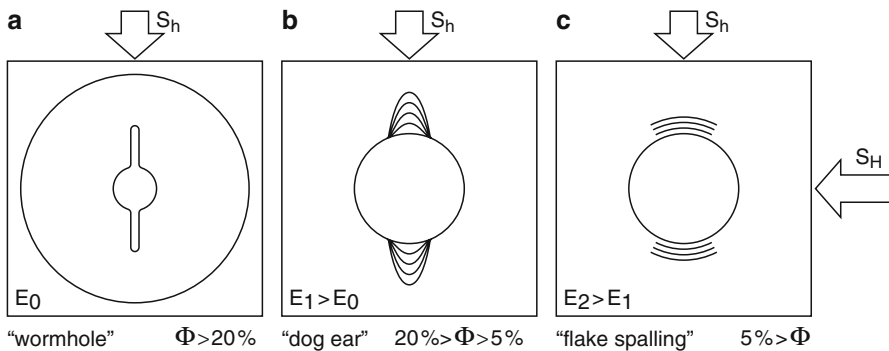 a
S_h
b
S_h
c
S_h
S_H
E_0
E_1>E_0
E_2>E_1
"wormhole" Φ>20%
"dog ear" 20%>Φ>5%
"flake spalling" 5%>Φ